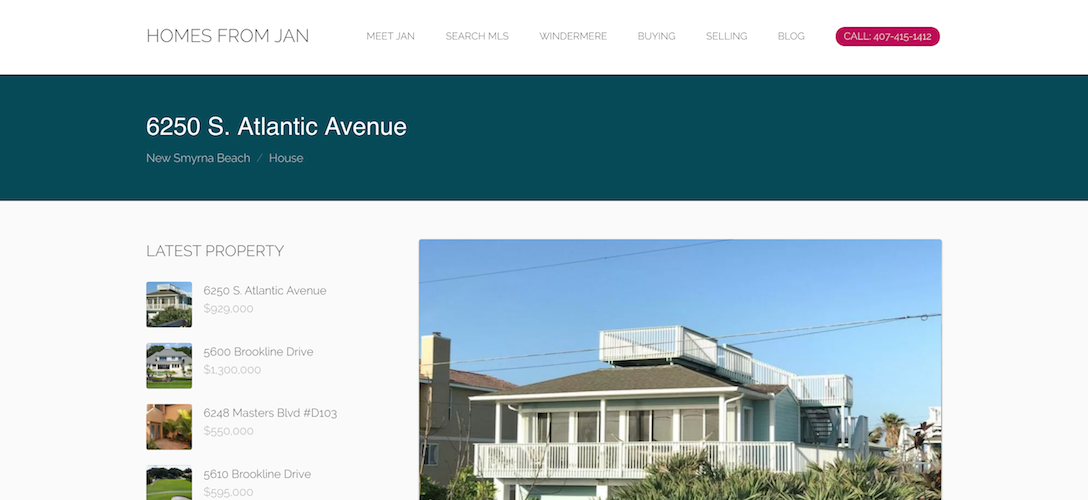 HOMES FROM JAN
MEET JAN
SEARCH MLS
WINDERMERE
BUYING
SELLING
BLOG
CALL: 407-415-1412
6250 S. Atlantic Avenue
New Smyrna Beach / House
LATEST PROPERTY
6250 S. Atlantic Avenue
$929,000
5600 Brookline Drive
$1,300,000
6248 Masters Blvd #D103
$550,000
5610 Brookline Drive
$595,000